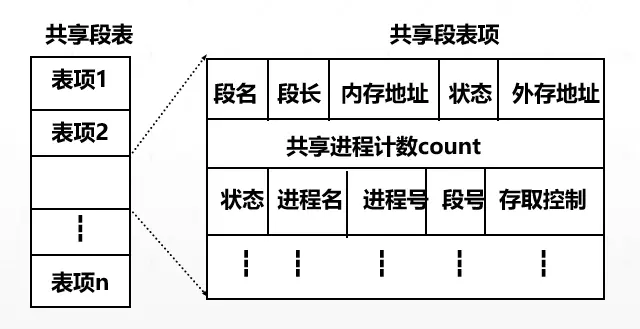 共享段表
共享段表项
表项1
表项2
表项n
段名 段长 内存地址 状态 外存地址
共享进程计数count
状态 进程名 进程号 段号 存取控制